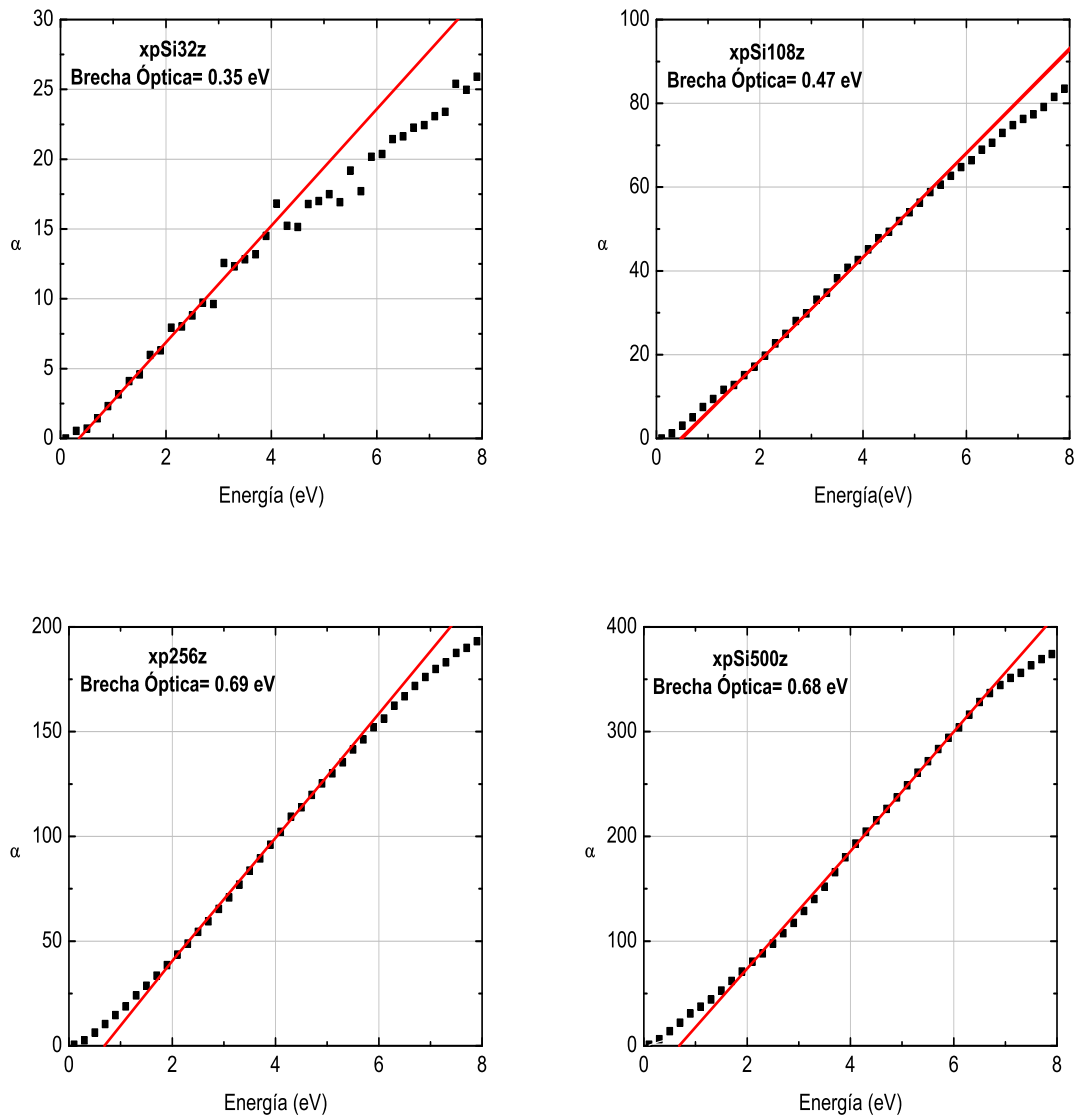 xpSi32z
Brecha Óptica= 0.35 eV
30
25
20
15
10
5
0
α
0 2 4 6 8
Energía (eV)
xpSi108z
Brecha Óptica= 0.47 eV
100
80
60
40
20
0
α
0 2 4 6 8
Energía(eV)
xp256z
Brecha Óptica= 0.69 eV
200
150
100
50
0
α
0 2 4 6 8
Energía (eV)
xpSi500z
Brecha Óptica= 0.68 eV
400
300
200
100
0
α
0 2 4 6 8
Energía (eV)